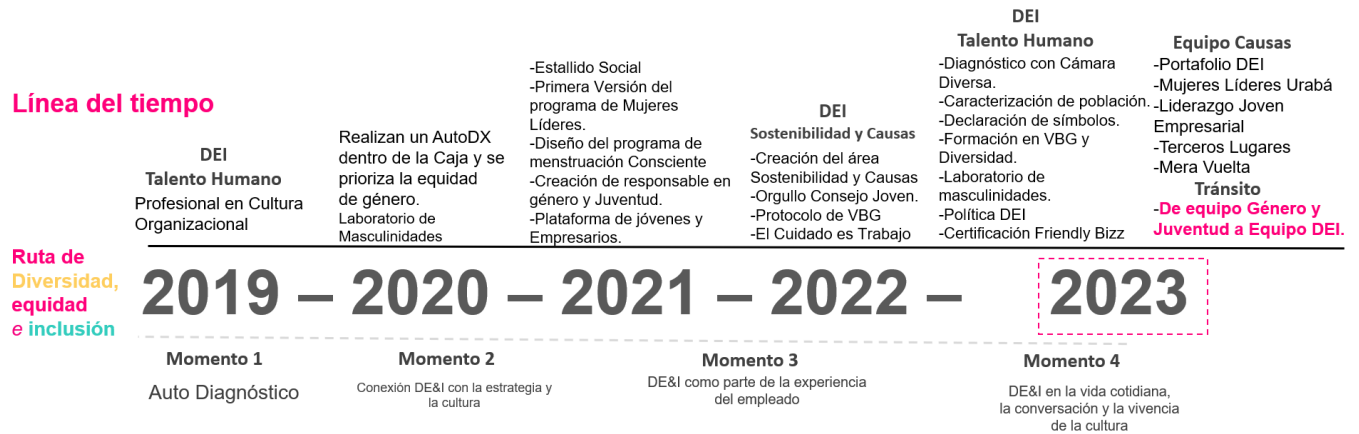 Línea del tiempo
DEI
Talento Humano
Profesional en Cultura
Organizacional
Realizan un AutoDX
dentro de la Caja y se
prioriza la equidad
de género.
Laboratorio de
Masculinidades
-Estallido Social
-Primera Versión del
programa de Mujeres
Líderes.
-Diseño del programa de
menstruación Consciente
-Creación de responsable en
género y Juventud.
-Plataforma de jóvenes y
Empresarios.
DEI
Sostenibilidad y Causas
-Creación del área
Sostenibilidad y Causas
-Orgullo Consejo Joven.
-Protocolo de VBG
-El Cuidado es Trabajo
DEI
Talento Humano
-Diagnóstico con Cámara
Diversa.
-Caracterización de población.
-Declaración de símbolos.
-Formación en VBG y
Diversidad.
-Laboratorio de
masculinidades.
-Política DEI
-Certificación Friendly Bizz
Equipo Causas
-Portafolio DEI
-Mujeres Líderes Urabá
-Liderazgo Joven
Empresarial
-Terceros Lugares
-Mera Vuelta
Tránsito
-De equipo Género y
Juventud a Equipo DEI.
Ruta de
Diversidad,
equidad
e inclusión
2019 – 2020 – 2021 – 2022 – 2023
Momento 1
Auto Diagnóstico
Momento 2
Conexión DE&I con la estrategia y
la cultura
Momento 3
DE&I como parte de la experiencia
del empleado
Momento 4
DE&I en la vida cotidiana,
la conversación y la vivencia
de la cultura